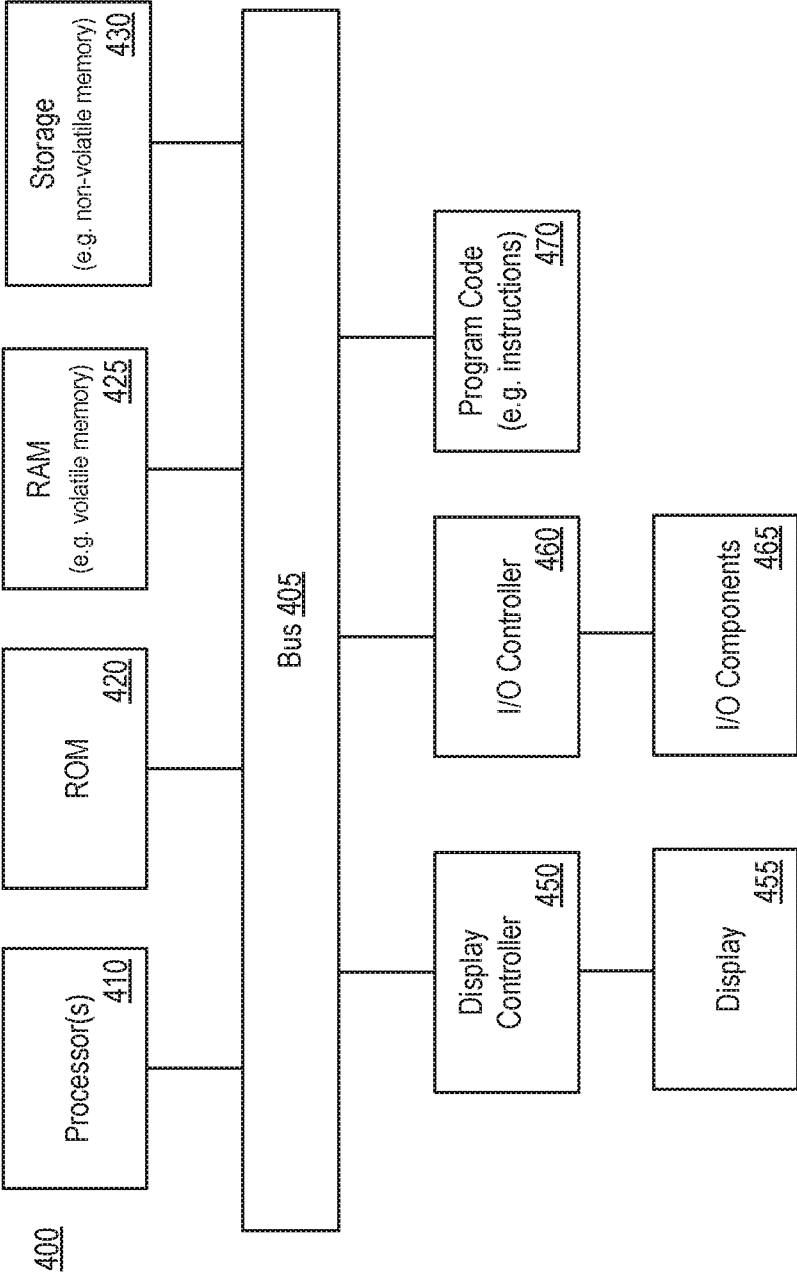 400
Processor(s)
410
ROM
420
RAM
(e.g. volatile memory)
425
Storage
(e.g. non-volatile memory)
430
Bus 405
Display
Controller
450
I/O Controller
460
Program Code
(e.g. instructions)
470
Display
455
I/O Components
465